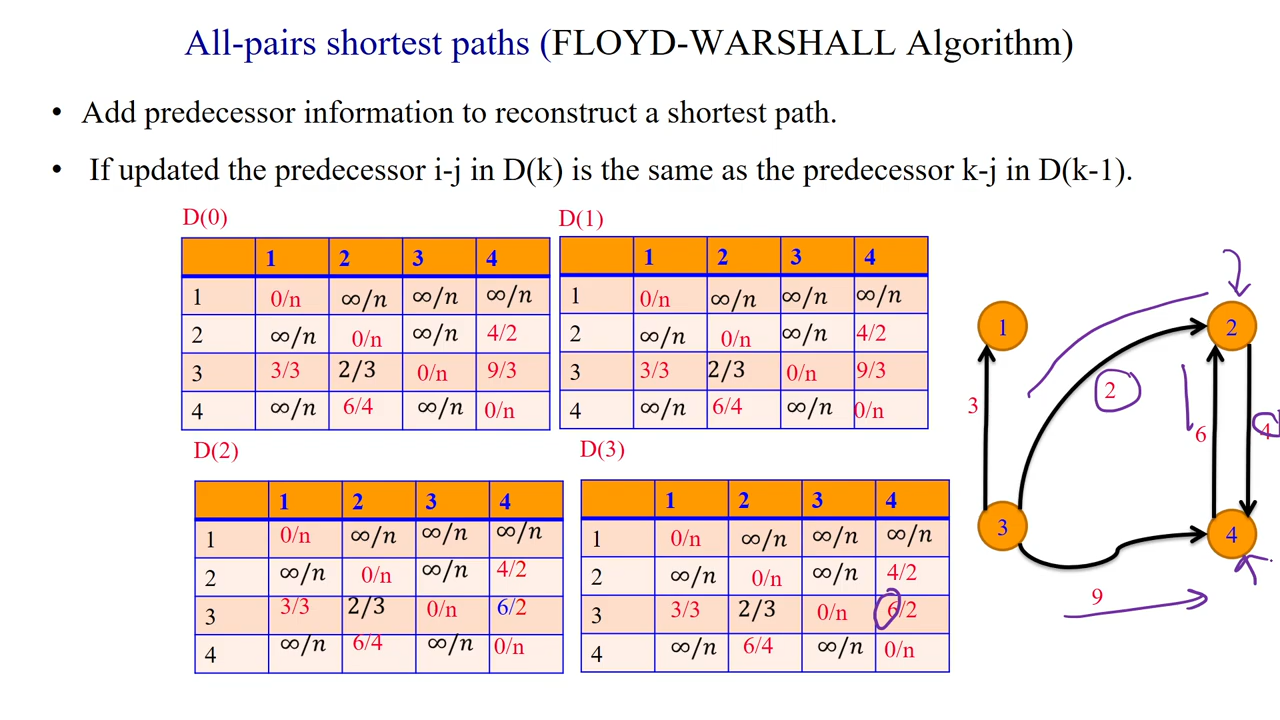 All-pairs shortest paths (FLOYD-WARSHALL Algorithm)
• Add predecessor information to reconstruct a shortest path.
• If updated the predecessor i-j in D(k) is the same as the predecessor k-j in D(k-1).
D(0)
1 2 3 4
1 0/n ∞/n ∞/n ∞/n
2 ∞/n 0/n ∞/n 4/2
3 3/3 2/3 0/n 9/3
4 ∞/n 6/4 ∞/n 0/n
D(1)
1 2 3 4
1 0/n ∞/n ∞/n ∞/n
2 ∞/n 0/n ∞/n 4/2
3 3/3 2/3 0/n 9/3
4 ∞/n 6/4 ∞/n 0/n
D(2)
1 2 3 4
1 0/n ∞/n ∞/n ∞/n
2 ∞/n 0/n ∞/n 4/2
3 3/3 2/3 0/n 6/2
4 ∞/n 6/4 ∞/n 0/n
D(3)
1 2 3 4
1 0/n ∞/n ∞/n ∞/n
2 ∞/n 0/n ∞/n 4/2
3 3/3 2/3 0/n 6/2
4 ∞/n 6/4 ∞/n 0/n
1 2
3 2 6 4
3 4
9